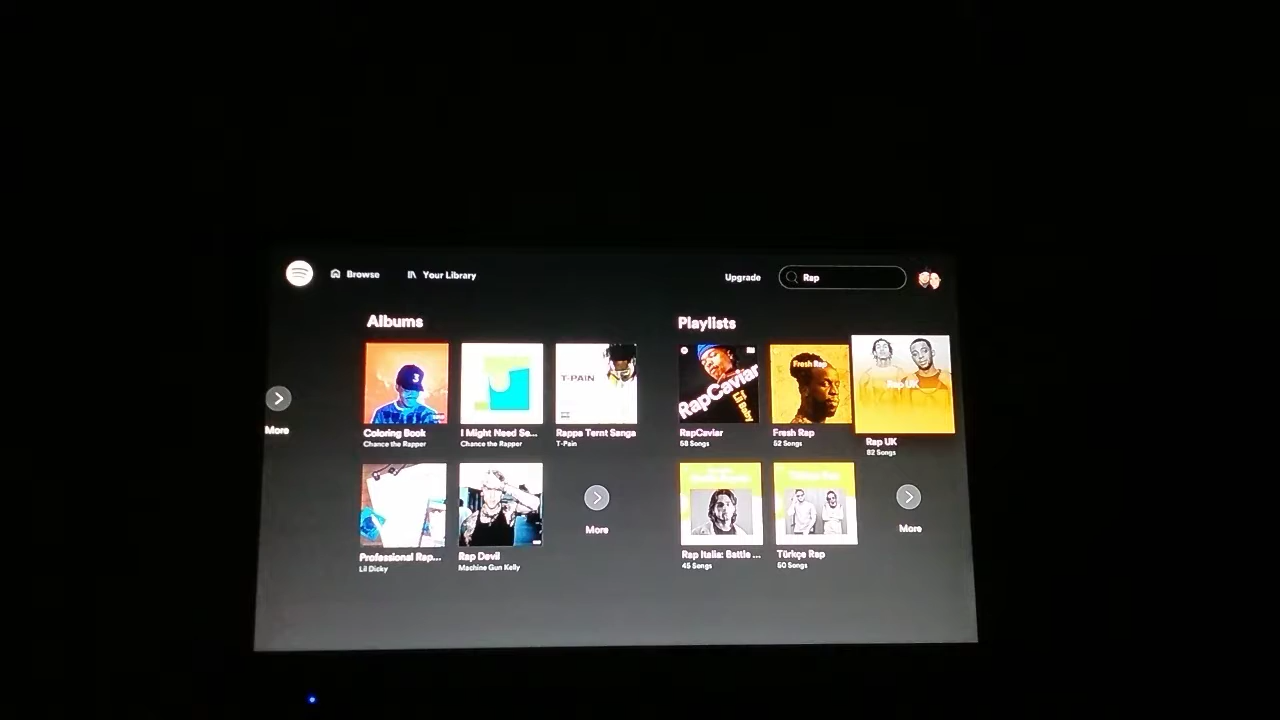 Browse
Your Library
Upgrade
Rap
Albums
Playlists
T-PAIN
RapCaviar
Lil Baby
Fresh Rap
Rap UK
More
Coloring Book
Chance the Rapper
I Might Need Se...
Chance the Rapper
Rappa Ternt Sanga
T-Pain
RapCaviar
58 Songs
Fresh Rap
52 Songs
Rap UK
82 Songs
More
More
Professional Rap...
Lil Dicky
Rap Devil
Machine Gun Kelly
Rap Italia: Battle ...
45 Songs
Türkçe Rap
50 Songs